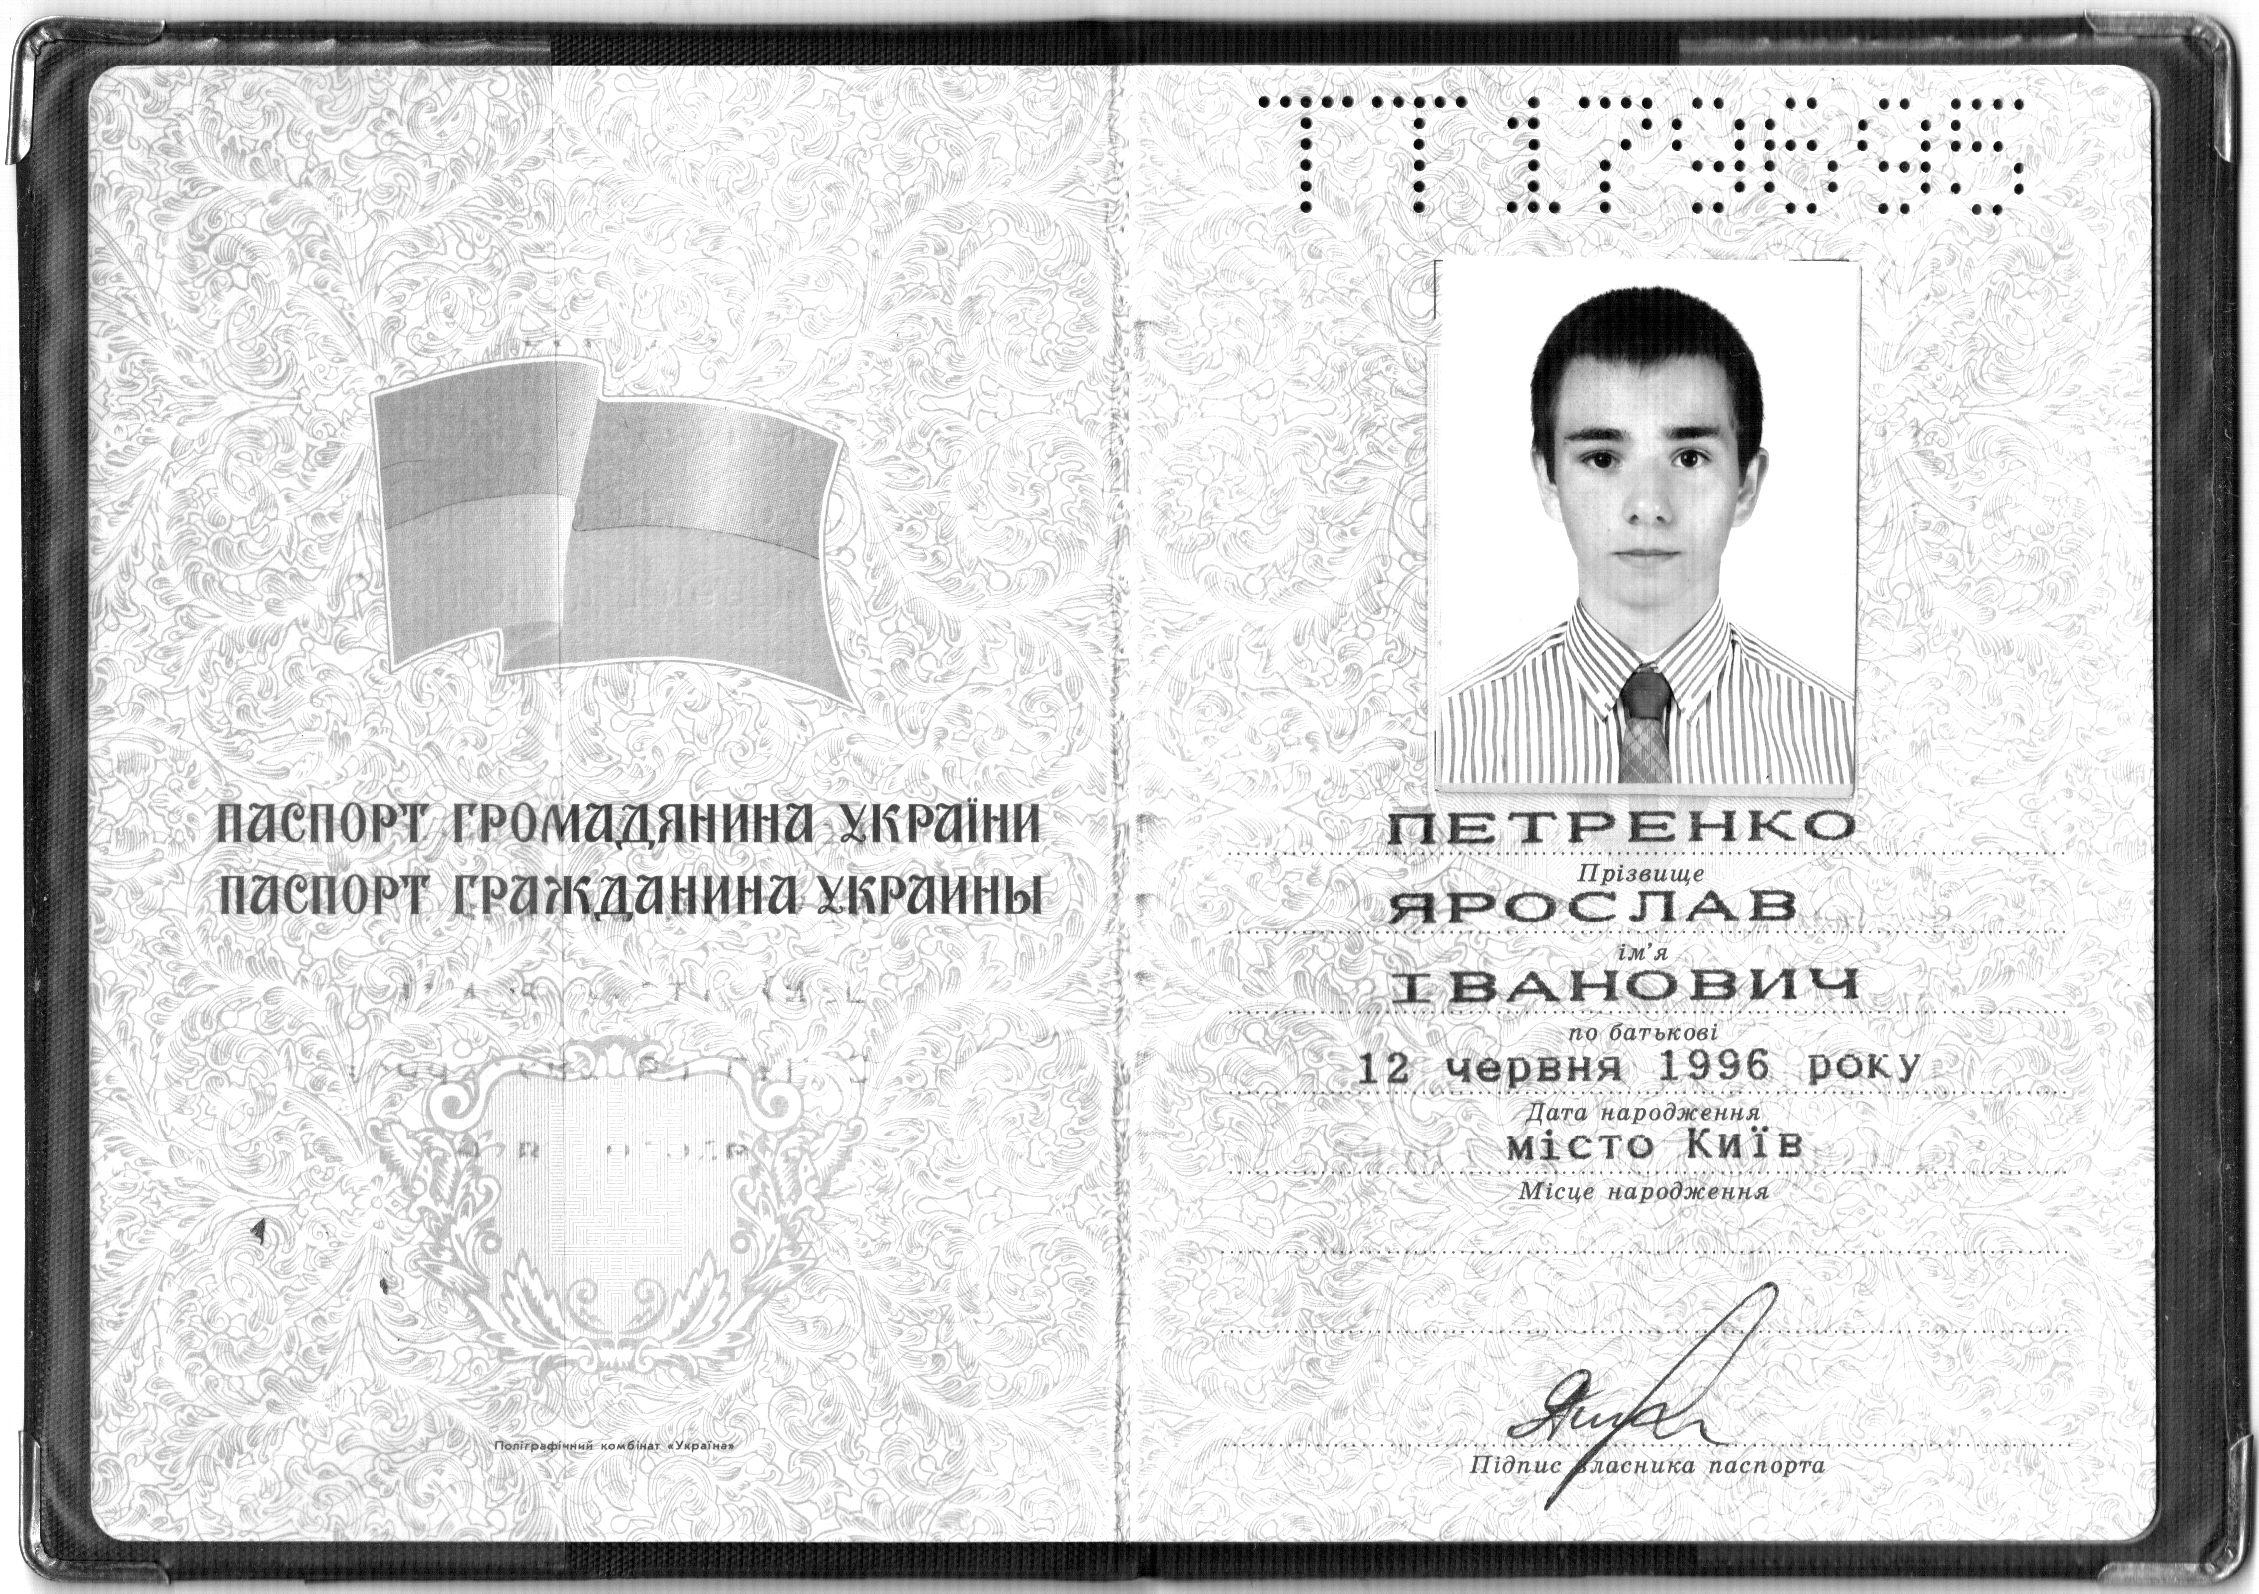 ПАСПОРТ ГРОМАДЯНИНА УКРАЇНИ
ПАСПОРТ ГРАЖДАНИНА УКРАИНЫ
Поліграфічний комбінат «Україна»
ТТ179695
ПЕТРЕНКО
Прізвище
ЯРОСЛАВ
ім'я
ІВАНОВИЧ
по батькові
12 червня 1996 року
Дата народження
місто Київ
Місце народження
Підпис власника паспорта